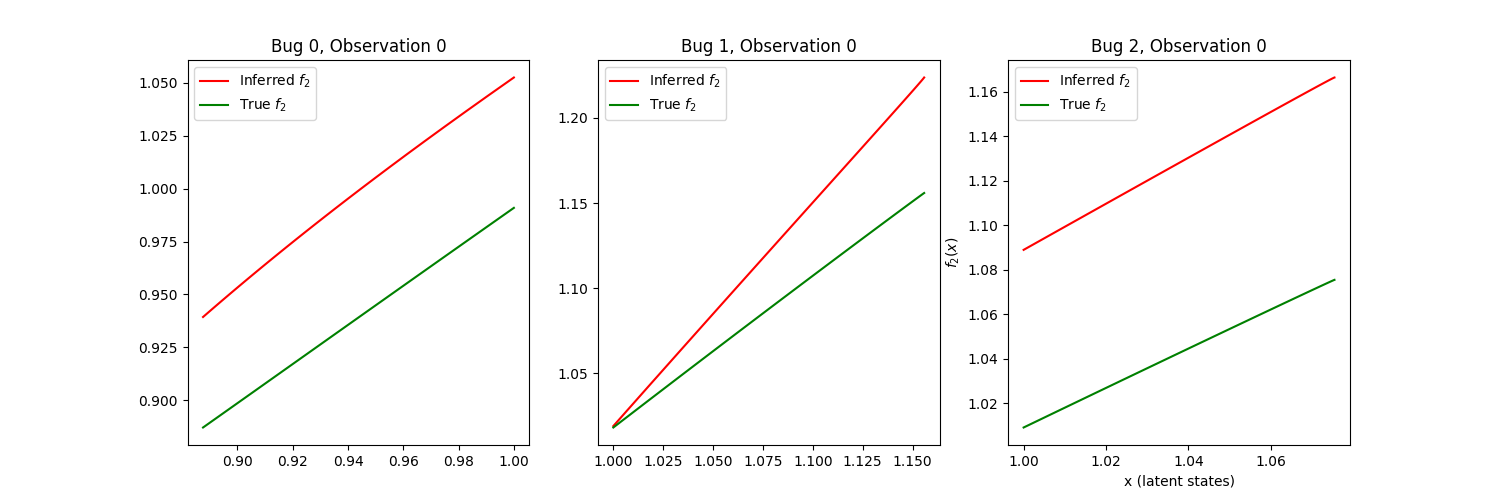 Bug 0, Observation 0
Inferred f₂
True f₂
1.050
1.025
1.000
0.975
0.950
0.925
0.900
0.90 0.92 0.94 0.96 0.98 1.00
Bug 1, Observation 0
Inferred f₂
True f₂
1.20
1.15
1.10
1.05
1.000 1.025 1.050 1.075 1.100 1.125 1.150
Bug 2, Observation 0
Inferred f₂
True f₂
f₂(x)
1.16
1.14
1.12
1.10
1.08
1.06
1.04
1.02
1.00 1.02 1.04 1.06
x (latent states)